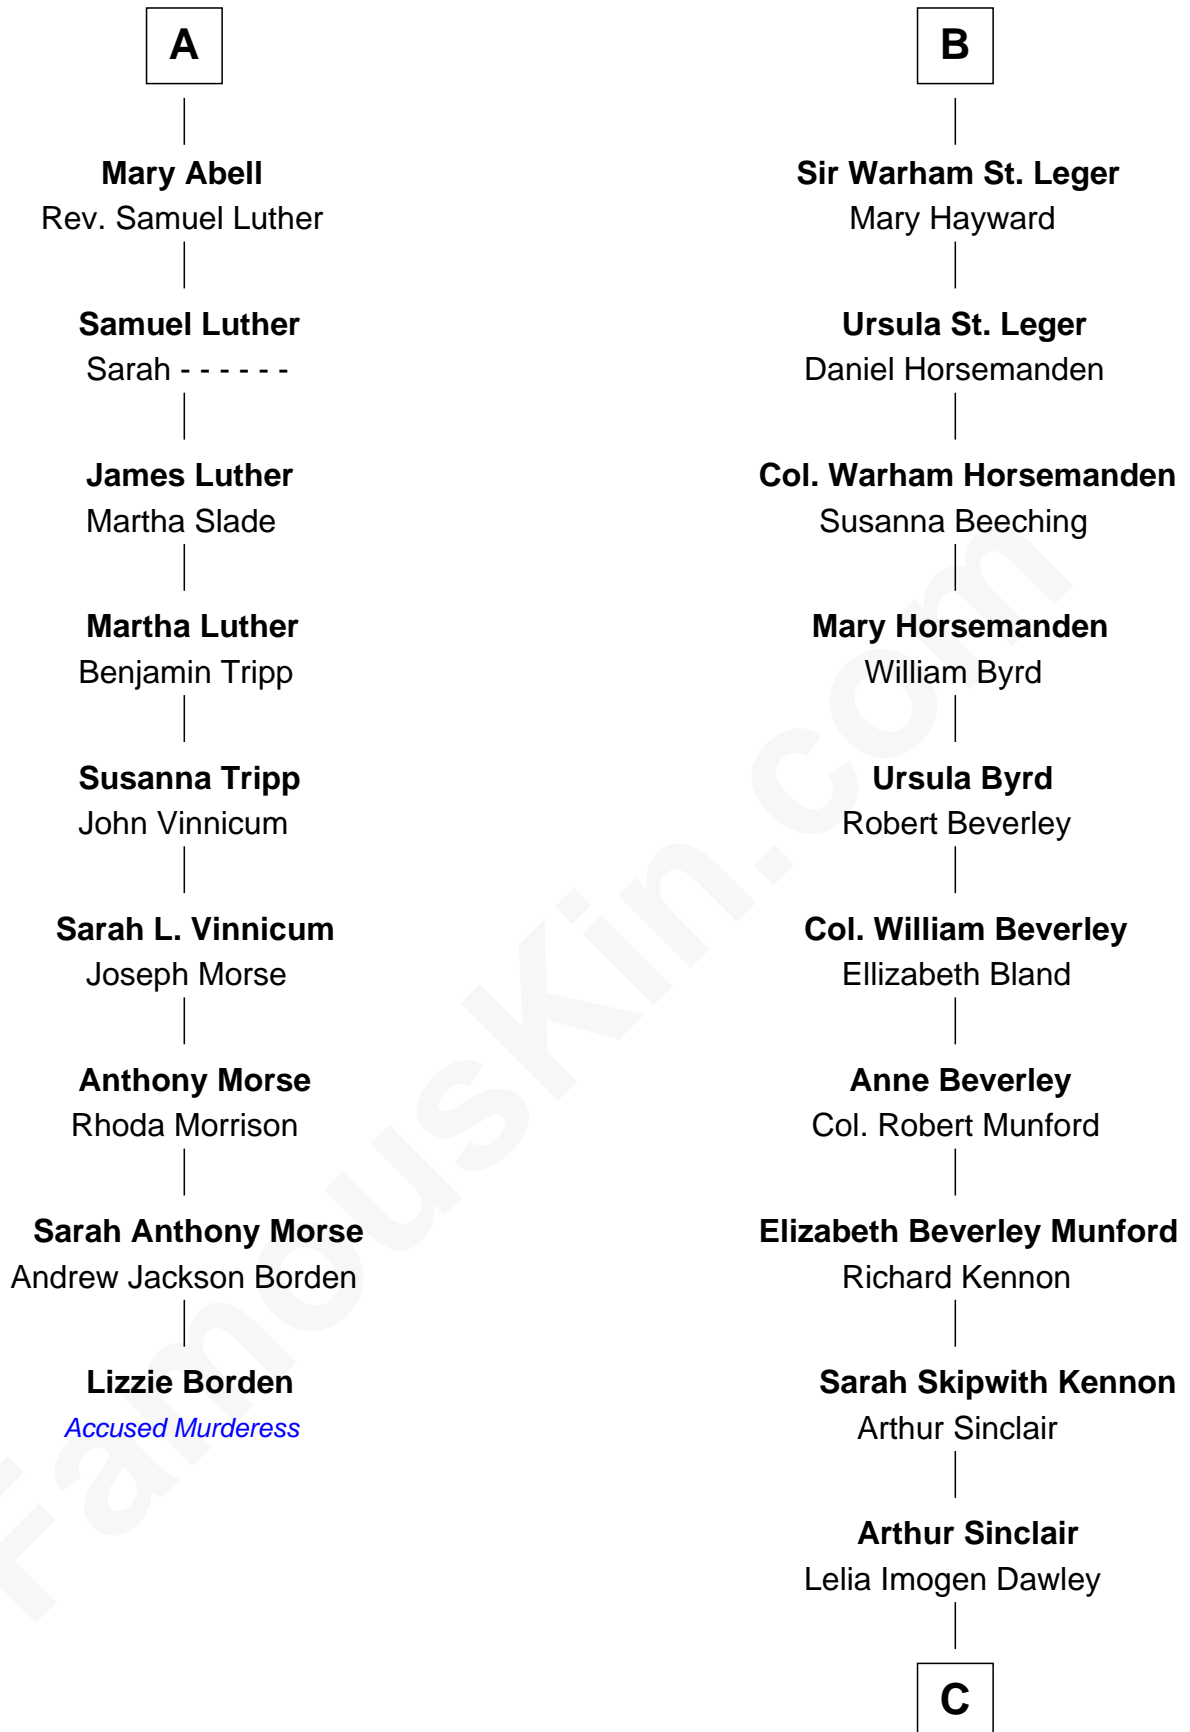 A
Mary Abell
Rev. Samuel Luther
Samuel Luther
Sarah - - - - - -
James Luther
Martha Slade
Martha Luther
Benjamin Tripp
Susanna Tripp
John Vinnicum
Sarah L. Vinnicum
Joseph Morse
Anthony Morse
Rhoda Morrison
Sarah Anthony Morse
Andrew Jackson Borden
Lizzie Borden
Accused Murderess
B
Sir Warham St. Leger
Mary Hayward
Ursula St. Leger
Daniel Horsemanden
Col. Warham Horsemanden
Susanna Beeching
Mary Horsemanden
William Byrd
Ursula Byrd
Robert Beverley
Col. William Beverley
Ellizabeth Bland
Anne Beverley
Col. Robert Munford
Elizabeth Beverley Munford
Richard Kennon
Sarah Skipwith Kennon
Arthur Sinclair
Arthur Sinclair
Lelia Imogen Dawley
C
FamousKin.com